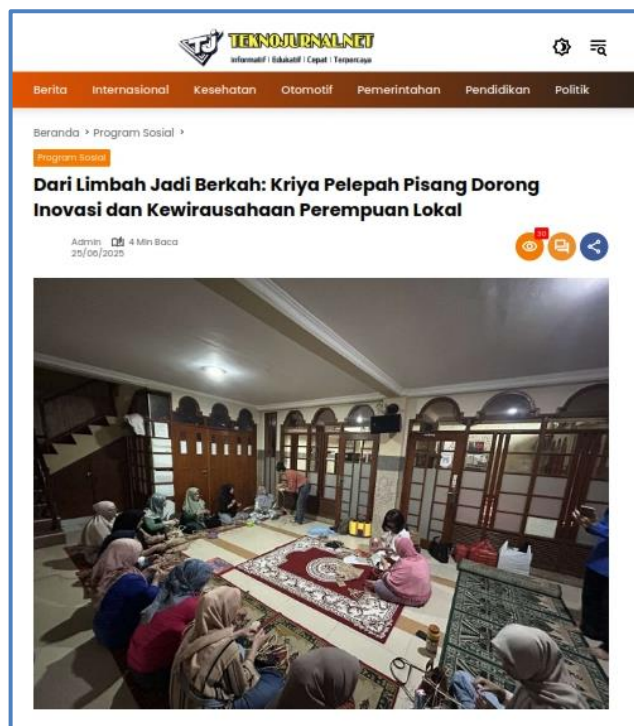 TJ TEKNOJURNAL.NET
Informatif | Edukatif | Cepat | Terpercaya
Berita Internasional Kesehatan Otomotif Pemerintahan Pendidikan Politik
Beranda > Program Sosial >
Program Sosial
Dari Limbah Jadi Berkah: Kriya Pelepah Pisang Dorong
Inovasi dan Kewirausahaan Perempuan Lokal
Admin 4 Min Baca
25/06/2025
30